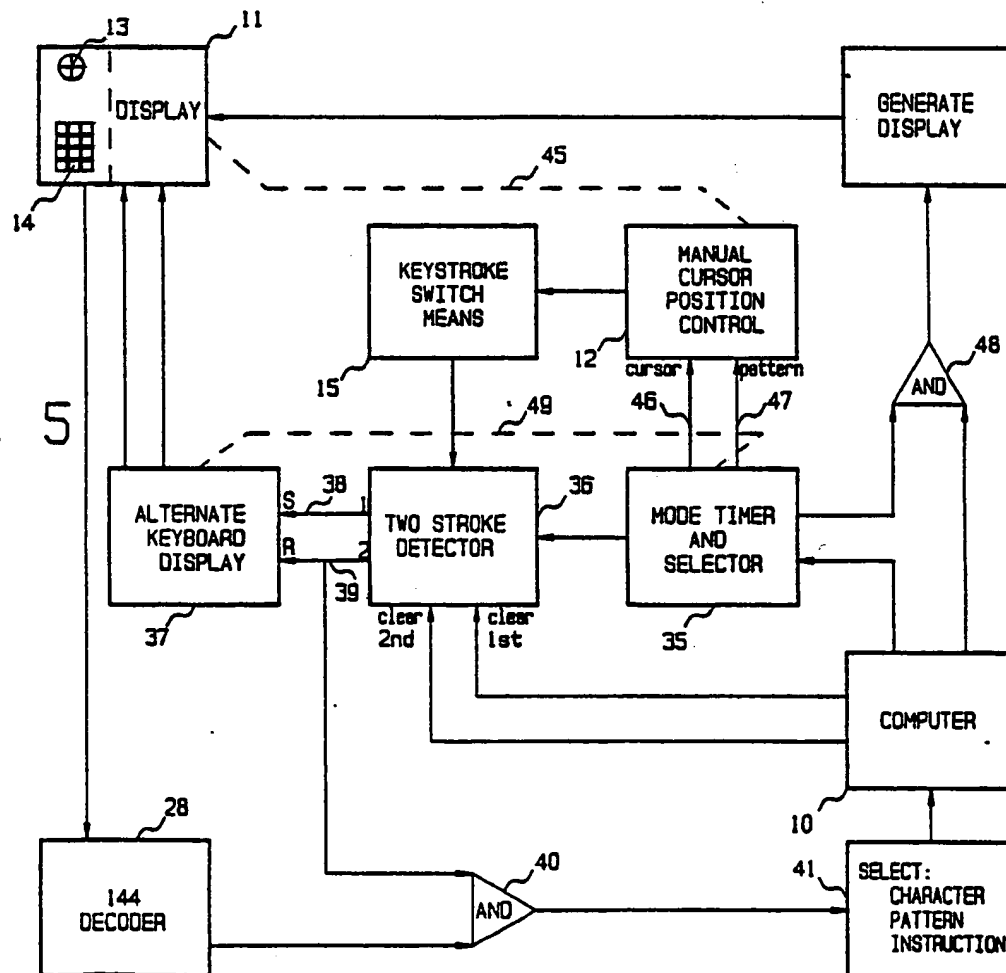 13
11
DISPLAY
GENERATE
DISPLAY
14
45
KEYSTROKE
SWITCH
MEANS
MANUAL
CURSOR
POSITION
CONTROL
12
15
cursor
pattern
48
AND
46
47
49
5
ALTERNATE
KEYBOARD
DISPLAY
S
38
1
R
39
2
TWO STROKE
DETECTOR
36
MODE TIMER
AND
SELECTOR
37
clear
2nd
clear
1st
35
COMPUTER
10
28
144
DECODER
40
AND
41
SELECT:
CHARACTER
PATTERN
INSTRUCTION